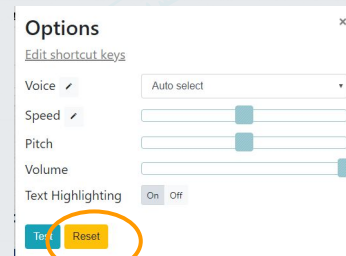 Options
×
Edit shortcut keys
Voice
Auto select
Speed
Pitch
Volume
Text Highlighting
On Off
Test Reset